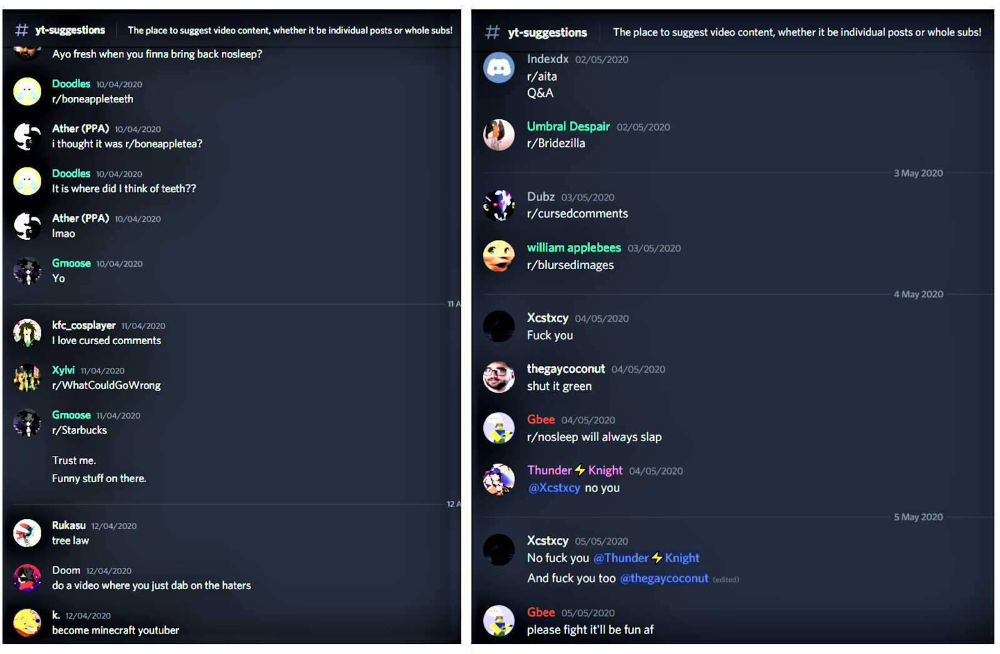 # yt-suggestions The place to suggest video content, whether it be individual posts or whole subs!
Ayo fresh when you finna bring back nosleep?
Doodles 10/04/2020
r/boneappleteeth
Ather (PPA) 10/04/2020
i thought it was r/boneappletea?
Doodles 10/04/2020
It is where did I think of teeth??
Ather (PPA) 10/04/2020
lmao
Gmoose 10/04/2020
Yo
11 A
kfc_cosplayer 11/04/2020
I love cursed comments
Xylvi 11/04/2020
r/WhatCouldGoWrong
Gmoose 11/04/2020
r/Starbucks
Trust me.
Funny stuff on there.
12 A
Rukasu 12/04/2020
tree law
Doom 12/04/2020
do a video where you just dab on the haters
k. 12/04/2020
become minecraft youtuber
# yt-suggestions The place to suggest video content, whether it be individual posts or whole subs!
Indexdx 02/05/2020
r/aita
Q&A
Umbral Despair 02/05/2020
r/Bridezilla
3 May 2020
Dubz 03/05/2020
r/cursedcomments
william applebees 03/05/2020
r/blursedimages
4 May 2020
Xcstxcy 04/05/2020
Fuck you
thegaycoconut 04/05/2020
shut it green
Gbee 04/05/2020
r/nosleep will always slap
Thunder⚡Knight 04/05/2020
@Xcstxcy no you
5 May 2020
Xcstxcy 05/05/2020
No fuck you @Thunder⚡Knight
And fuck you too @thegaycoconut (edited)
Gbee 05/05/2020
please fight it'll be fun af